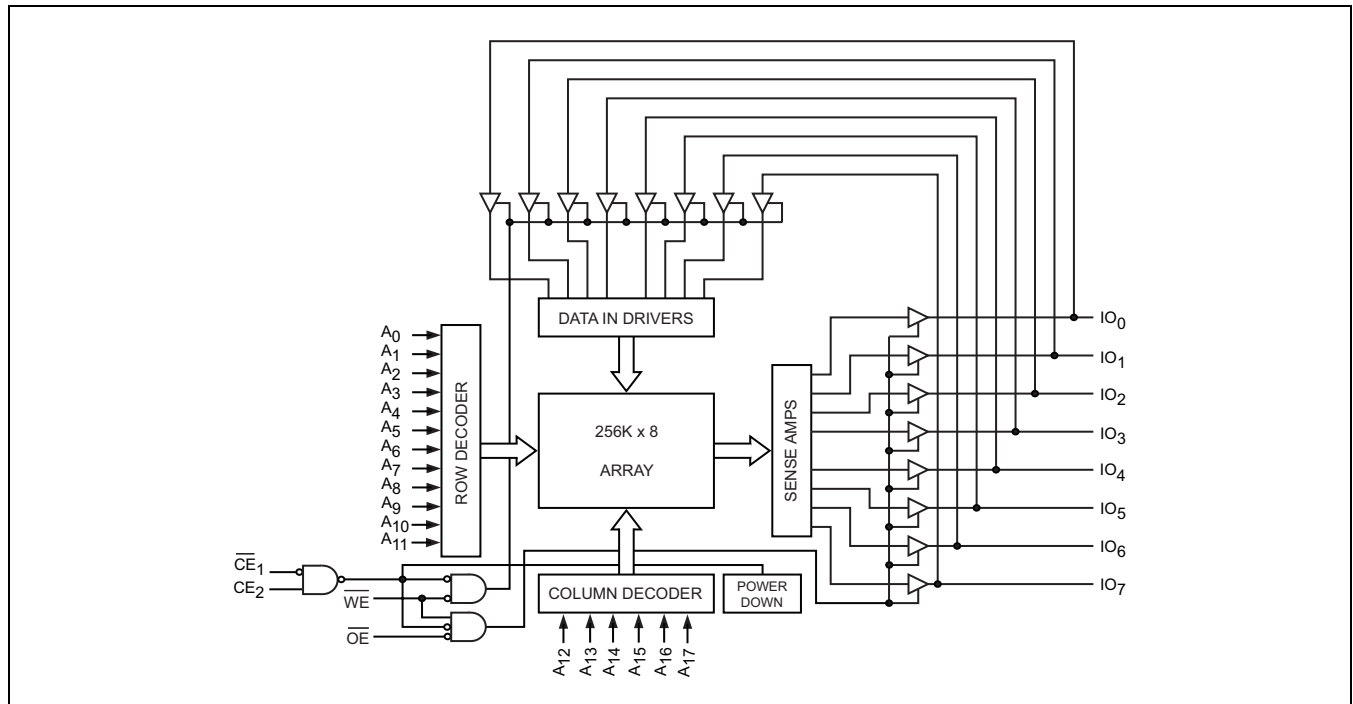 DATA IN DRIVERS
A0
A1
A2
A3
A4
A5
A6
A7
A8
A9
A10
A11
ROW DECODER
256K x 8
ARRAY
SENSE AMPS
IO0
IO1
IO2
IO3
IO4
IO5
IO6
IO7
CE1
CE2
WE
OE
COLUMN DECODER
POWER
DOWN
A12
A13
A14
A15
A16
A17